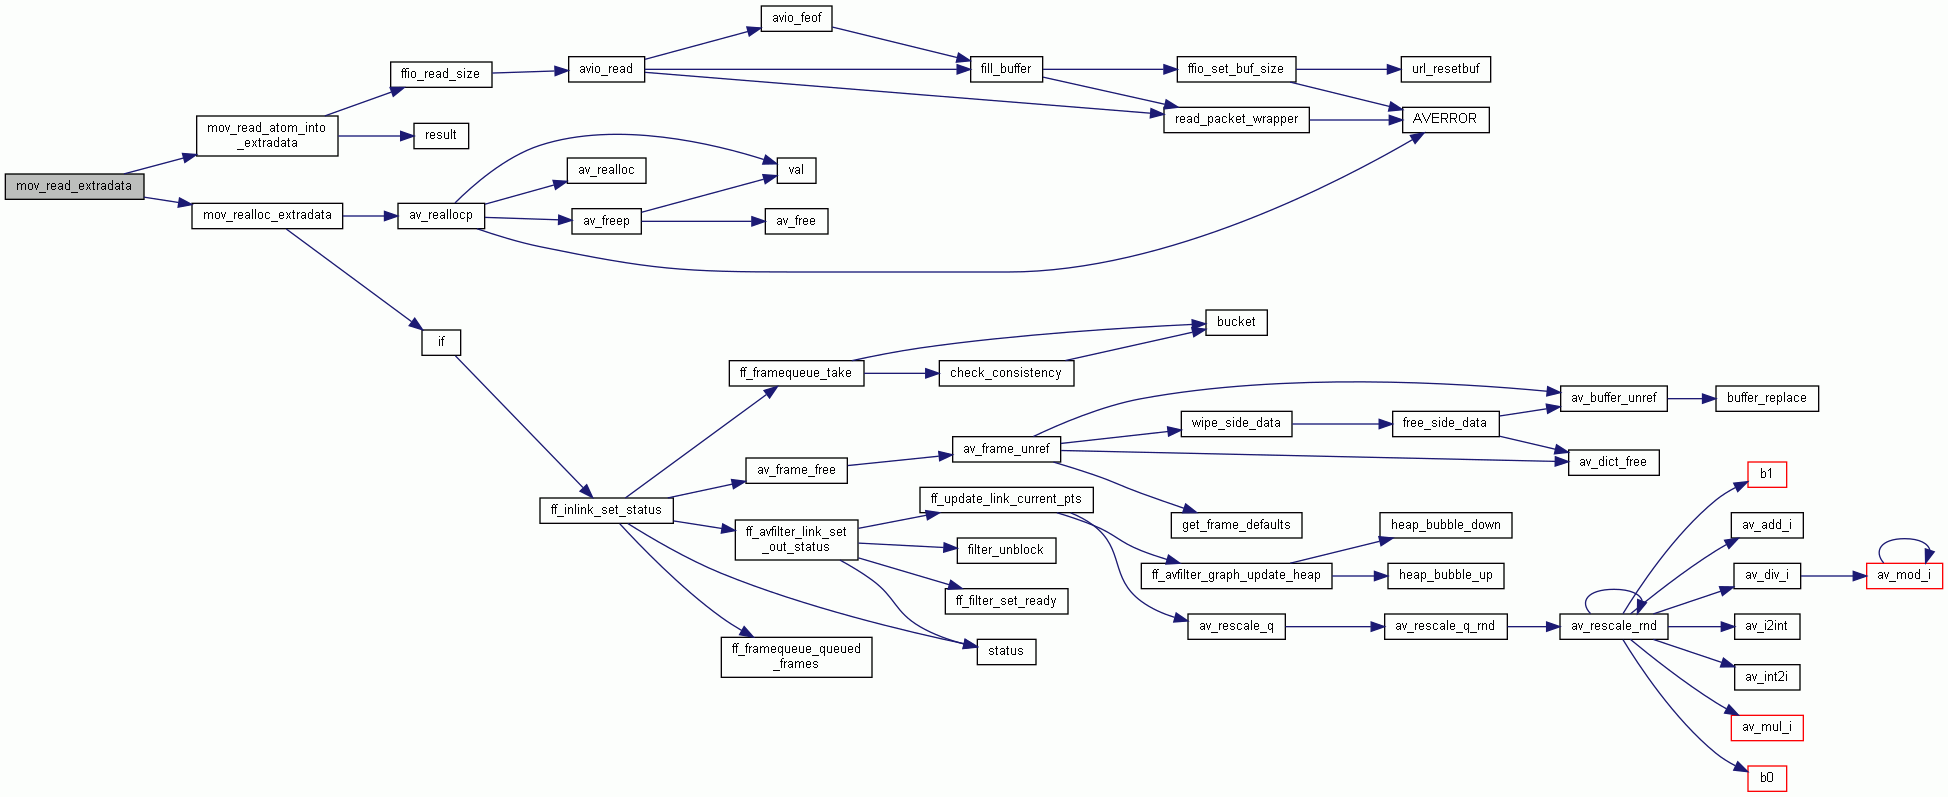 avio_feof
ffio_read_size
avio_read
fill_buffer
ffio_set_buf_size
url_resetbuf
mov_read_atom_into
_extradata
result
read_packet_wrapper
AVERROR
mov_read_extradata
av_realloc
val
mov_realloc_extradata
av_reallocp
av_freep
av_free
if
bucket
ff_framequeue_take
check_consistency
av_buffer_unref
buffer_replace
wipe_side_data
free_side_data
av_frame_unref
av_dict_free
av_frame_free
b1
ff_update_link_current_pts
ff_inlink_set_status
get_frame_defaults
heap_bubble_down
av_add_i
ff_avfilter_link_set
_out_status
filter_unblock
ff_avfilter_graph_update_heap
heap_bubble_up
av_div_i
av_mod_i
ff_filter_set_ready
av_rescale_q
av_rescale_q_rnd
av_rescale_rnd
av_i2int
ff_framequeue_queued
_frames
status
av_int2i
av_mul_i
b0